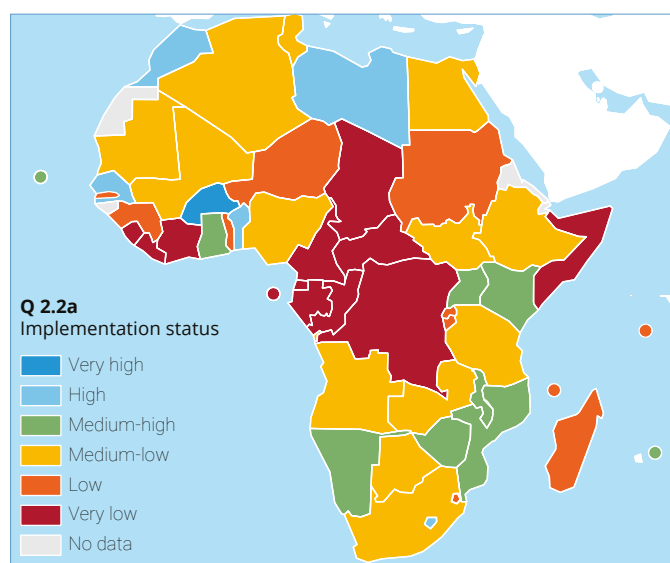 Q 2.2a
Implementation status
Very high
High
Medium-high
Medium-low
Low
Very low
No data